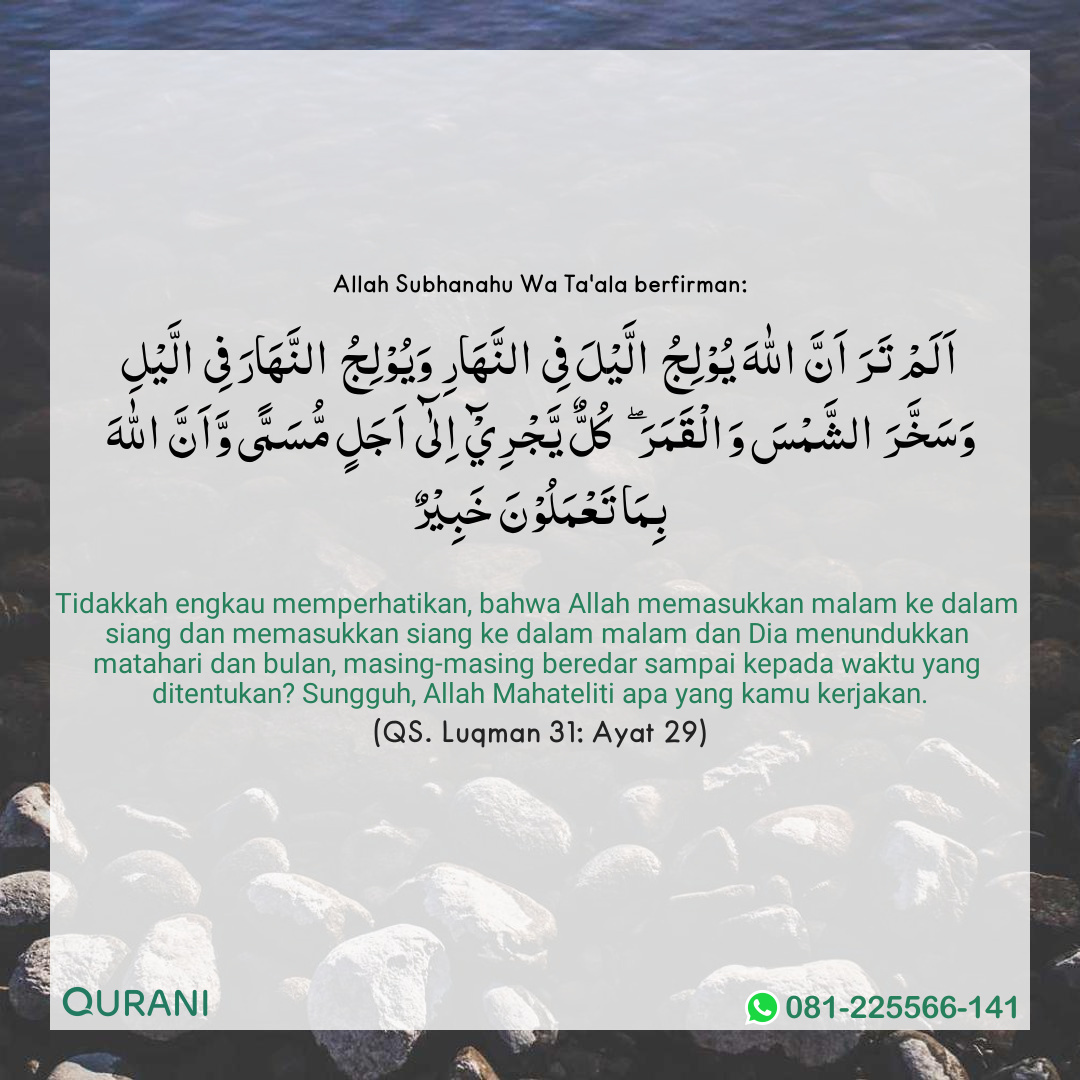 Allah Subhanahu Wa Ta'ala berfirman:
اَلَمْ تَرَ اَنَّ اللّٰهَ يُوْلِجُ الَّيْلَ فِى النَّهَارِ وَيُوْلِجُ النَّهَارَ فِى الَّيْلِ
وَسَخَّرَ الشَّمْسَ وَالْقَمَرَ ۖ كُلٌّ يَّجْرِيْۤ اِلٰۤى اَجَلٍ مُّسَمًّى وَّاَنَّ اللّٰهَ
بِمَا تَعْمَلُوْنَ خَبِيْرٌ
Tidakkah engkau memperhatikan, bahwa Allah memasukkan malam ke dalam
siang dan memasukkan siang ke dalam malam dan Dia menundukkan
matahari dan bulan, masing-masing beredar sampai kepada waktu yang
ditentukan? Sungguh, Allah Mahateliti apa yang kamu kerjakan.
(QS. Luqman 31: Ayat 29)
QURANI
081-225566-141